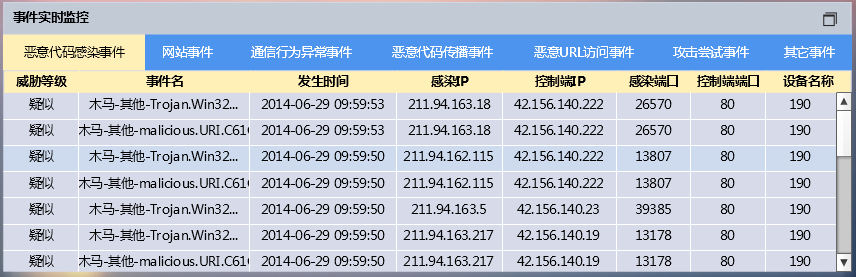 事件实时监控
恶意代码感染事件 网站事件 通信行为异常事件 恶意代码传播事件 恶意URL访问事件 攻击尝试事件 其它事件
威胁等级 事件名 发生时间 感染IP 控制端IP 感染端口 控制端端口 设备名称
疑似 木马-其他-Trojan.Win32... 2014-06-29 09:59:53 211.94.163.18 42.156.140.222 26570 80 190
疑似 木马-其他-malicious.URI.C61 2014-06-29 09:59:53 211.94.163.18 42.156.140.222 26570 80 190
疑似 木马-其他-Trojan.Win32... 2014-06-29 09:59:50 211.94.162.115 42.156.140.222 13807 80 190
疑似 木马-其他-malicious.URI.C61 2014-06-29 09:59:50 211.94.162.115 42.156.140.222 13807 80 190
疑似 木马-其他-Trojan.Win32... 2014-06-29 09:59:50 211.94.163.5 42.156.140.23 39385 80 190
疑似 木马-其他-Trojan.Win32... 2014-06-29 09:59:50 211.94.163.217 42.156.140.19 13178 80 190
疑似 木马-其他-malicious.URI.C61 2014-06-29 09:59:50 211.94.163.217 42.156.140.19 13178 80 190